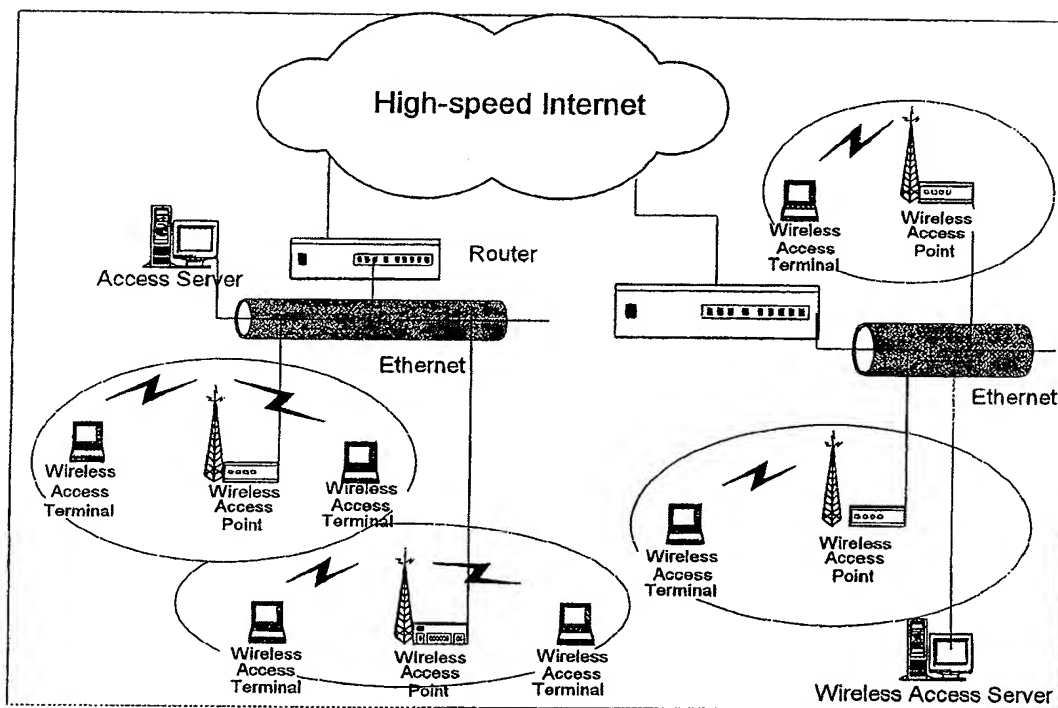 High-speed Internet
Wireless
Access
Terminal
Wireless
Access
Point
Access Server
Router
Ethernet
Ethernet
Wireless
Access
Terminal
Wireless
Access
Point
Wireless
Access
Terminal
Wireless
Access
Terminal
Wireless
Access
Point
Wireless
Access
Terminal
Wireless
Access
Point
Wireless
Access
Terminal
Wireless Access Server